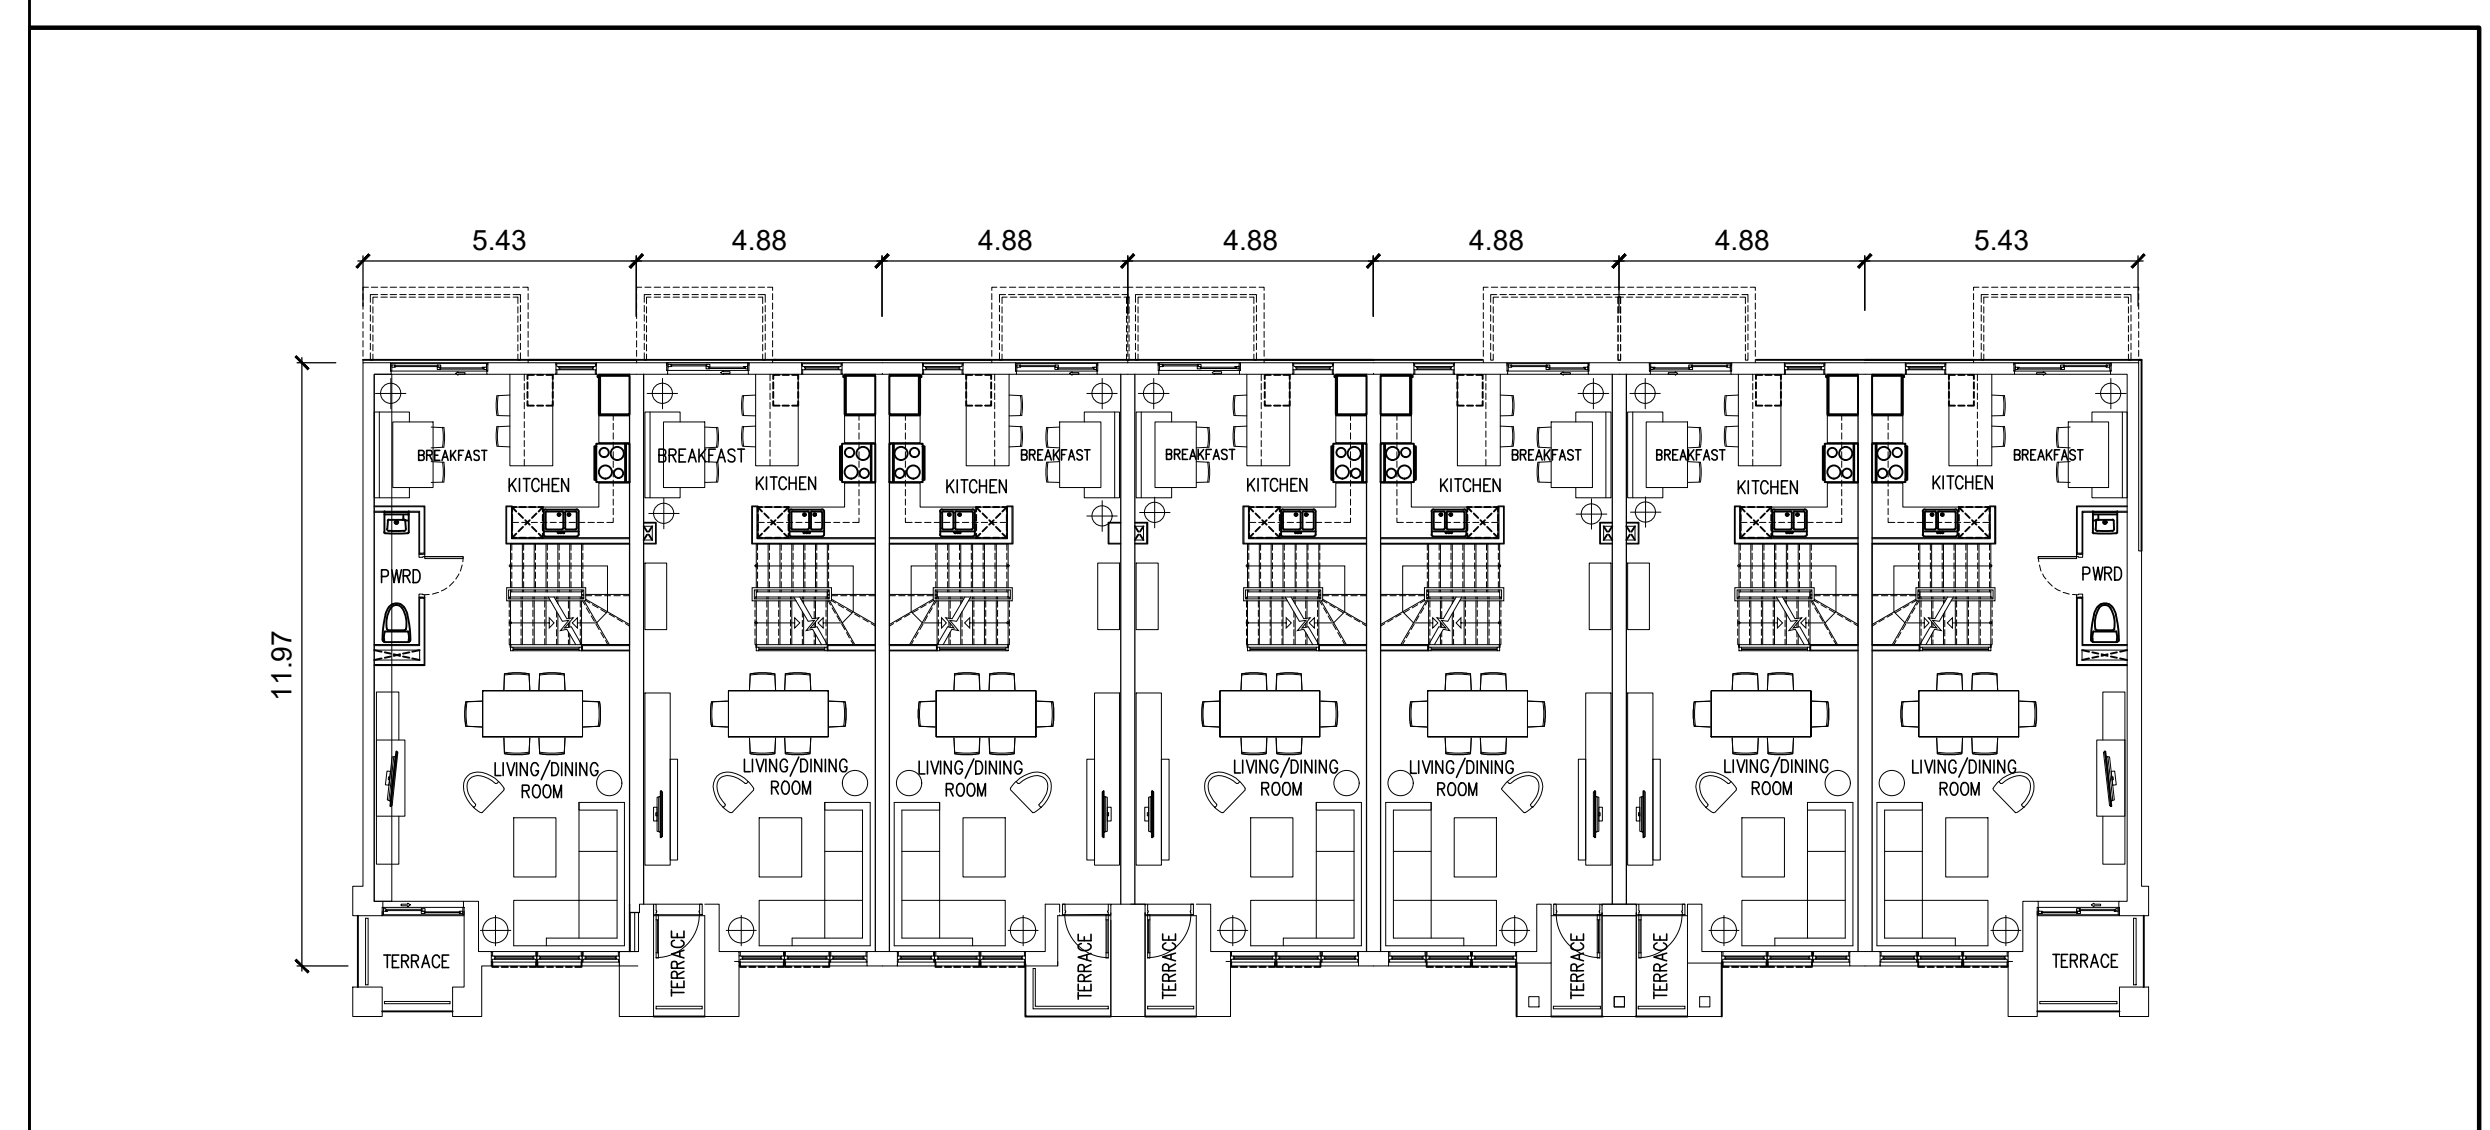 5.43
4.88
4.88
4.88
4.88
4.88
5.43
11.97
BREAKFAST
BREAKFAST
BREAKFAST
BREAKFAST
BREAKFAST
BREAKFAST
BREAKFAST
KITCHEN
KITCHEN
KITCHEN
KITCHEN
KITCHEN
KITCHEN
KITCHEN
PWRD
PWRD
LIVING/DINING
ROOM
LIVING/DINING
ROOM
LIVING/DINING
ROOM
LIVING/DINING
ROOM
LIVING/DINING
ROOM
LIVING/DINING
ROOM
LIVING/DINING
ROOM
TERRACE
TERRACE
TERRACE
TERRACE
TERRACE
TERRACE
TERRACE